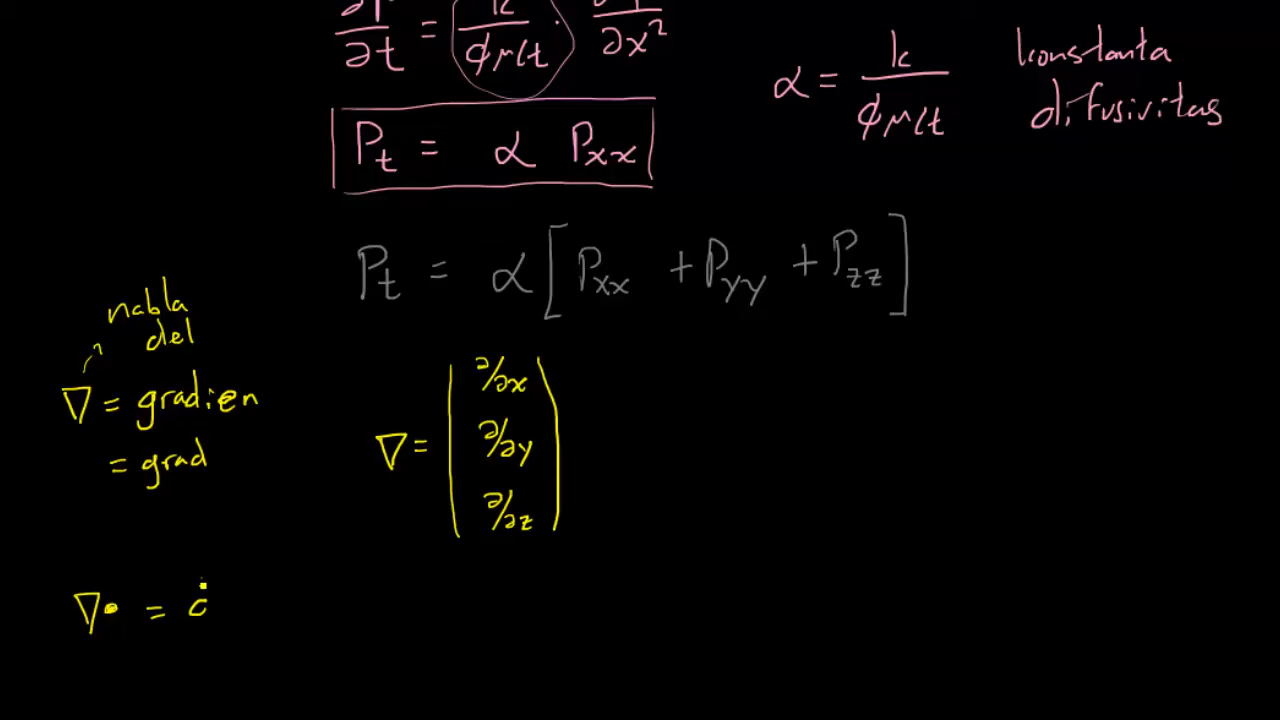 ∂P/∂t = k/ϕμCt · ∂²P/∂x²
Pt = α Pxx
α = k/ϕμCt konstanta
difusivitas
Pt = α [Pxx + Pyy + Pzz]
nabla
del
∇ = gradien
= grad
∇ = (∂/∂x
∂/∂y
∂/∂z)
∇• =